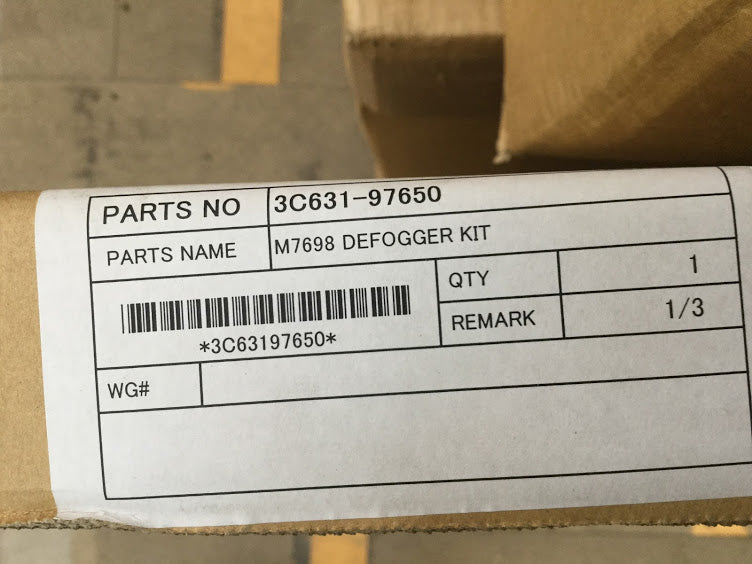 PARTS NO 3C631-97650
PARTS NAME M7698 DEFOGGER KIT
QTY 1
*3C63197650*
REMARK 1/3
WG#